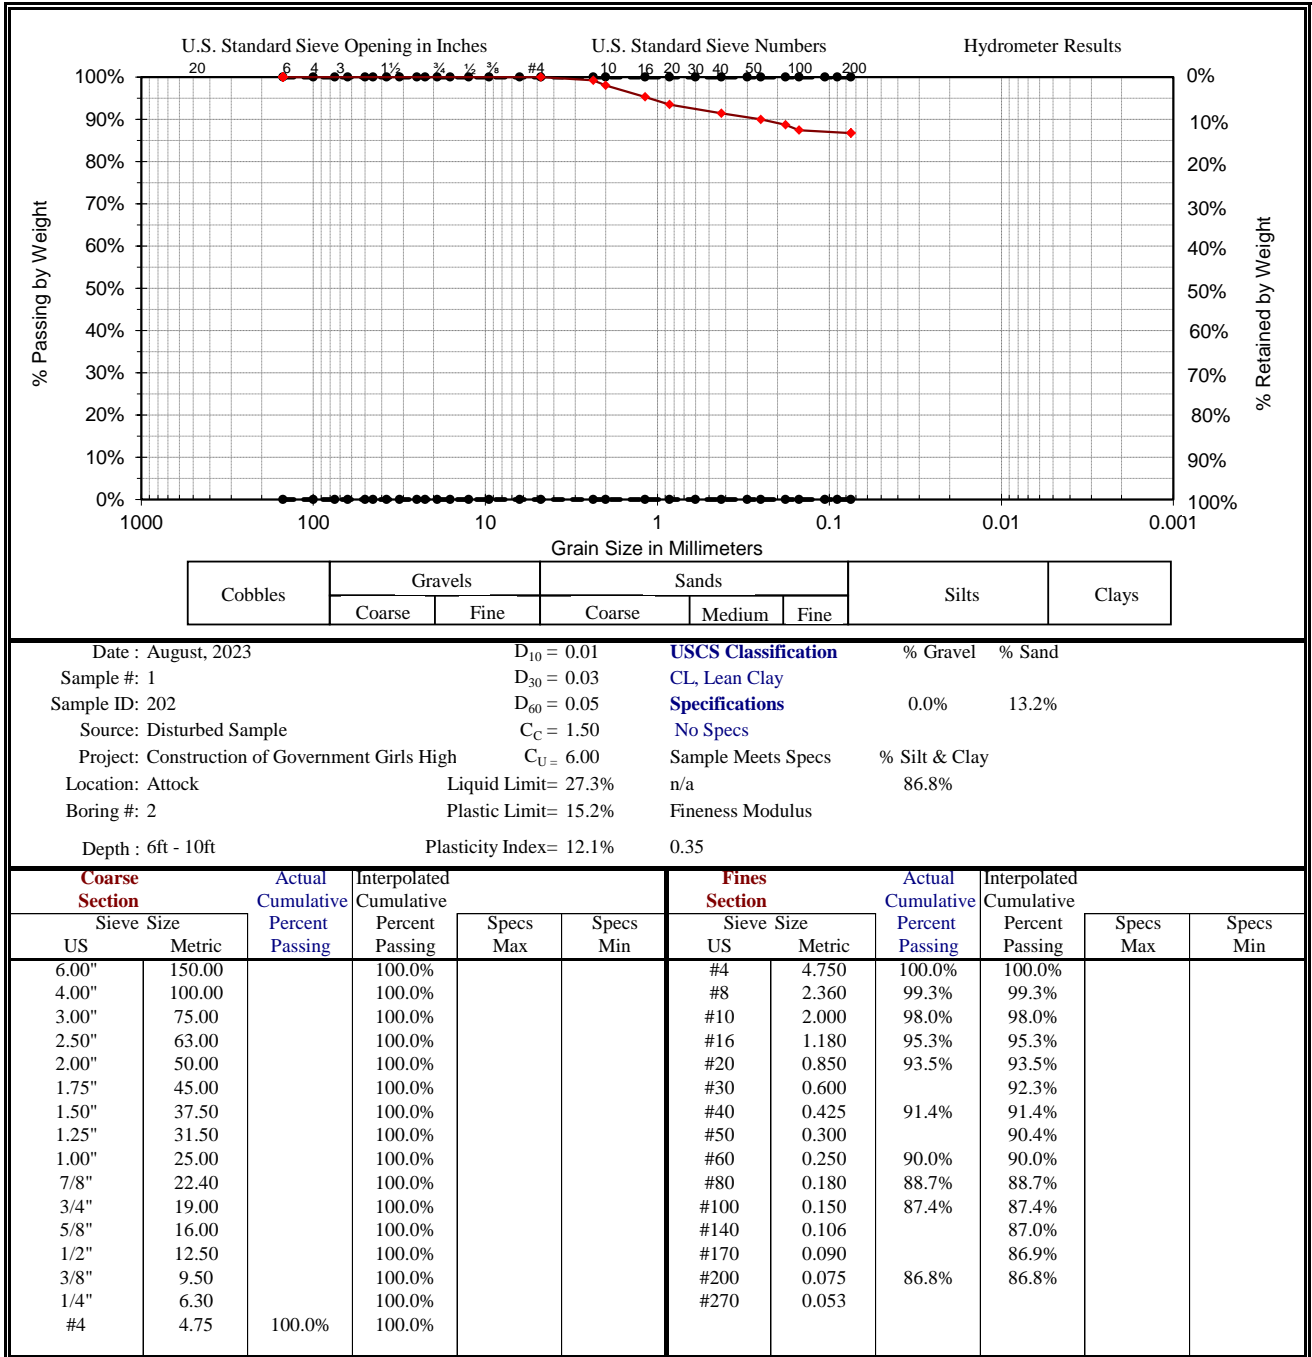 U.S. Standard Sieve Opening in Inches U.S. Standard Sieve Numbers Hydrometer Results
20 6 4 3 1½ ¾ ½ ⅜ #4 10 16 20 30 40 50 100 200
100% 0%
90% 10%
80% 20%
70% 30%
60% 40%
50% 50%
40% 60%
30% 70%
20% 80%
10% 90%
0% 100%
% Passing by Weight
% Retained by Weight
1000 100 10 1 0.1 0.01 0.001
Grain Size in Millimeters
Cobbles Gravels Sands Silts Clays
Coarse Fine Coarse Medium Fine
Date : August, 2023 D10 = 0.01 USCS Classification % Gravel % Sand
Sample #: 1 D30 = 0.03 CL, Lean Clay
Sample ID: 202 D60 = 0.05 Specifications 0.0% 13.2%
Source: Disturbed Sample CC = 1.50 No Specs
Project: Construction of Government Girls High CU = 6.00 Sample Meets Specs % Silt & Clay
Location: Attock Liquid Limit= 27.3% n/a 86.8%
Boring #: 2 Plastic Limit= 15.2% Fineness Modulus
Depth : 6ft - 10ft Plasticity Index= 12.1% 0.35
Coarse Actual Interpolated Fines Actual Interpolated
Section Cumulative Cumulative Section Cumulative Cumulative
Sieve Size Percent Percent Specs Specs Sieve Size Percent Percent Specs Specs
US Metric Passing Passing Max Min US Metric Passing Passing Max Min
6.00" 150.00 100.0% #4 4.750 100.0% 100.0%
4.00" 100.00 100.0% #8 2.360 99.3% 99.3%
3.00" 75.00 100.0% #10 2.000 98.0% 98.0%
2.50" 63.00 100.0% #16 1.180 95.3% 95.3%
2.00" 50.00 100.0% #20 0.850 93.5% 93.5%
1.75" 45.00 100.0% #30 0.600 92.3%
1.50" 37.50 100.0% #40 0.425 91.4% 91.4%
1.25" 31.50 100.0% #50 0.300 90.4%
1.00" 25.00 100.0% #60 0.250 90.0% 90.0%
7/8" 22.40 100.0% #80 0.180 88.7% 88.7%
3/4" 19.00 100.0% #100 0.150 87.4% 87.4%
5/8" 16.00 100.0% #140 0.106 87.0%
1/2" 12.50 100.0% #170 0.090 86.9%
3/8" 9.50 100.0% #200 0.075 86.8% 86.8%
1/4" 6.30 100.0% #270 0.053
#4 4.75 100.0% 100.0%